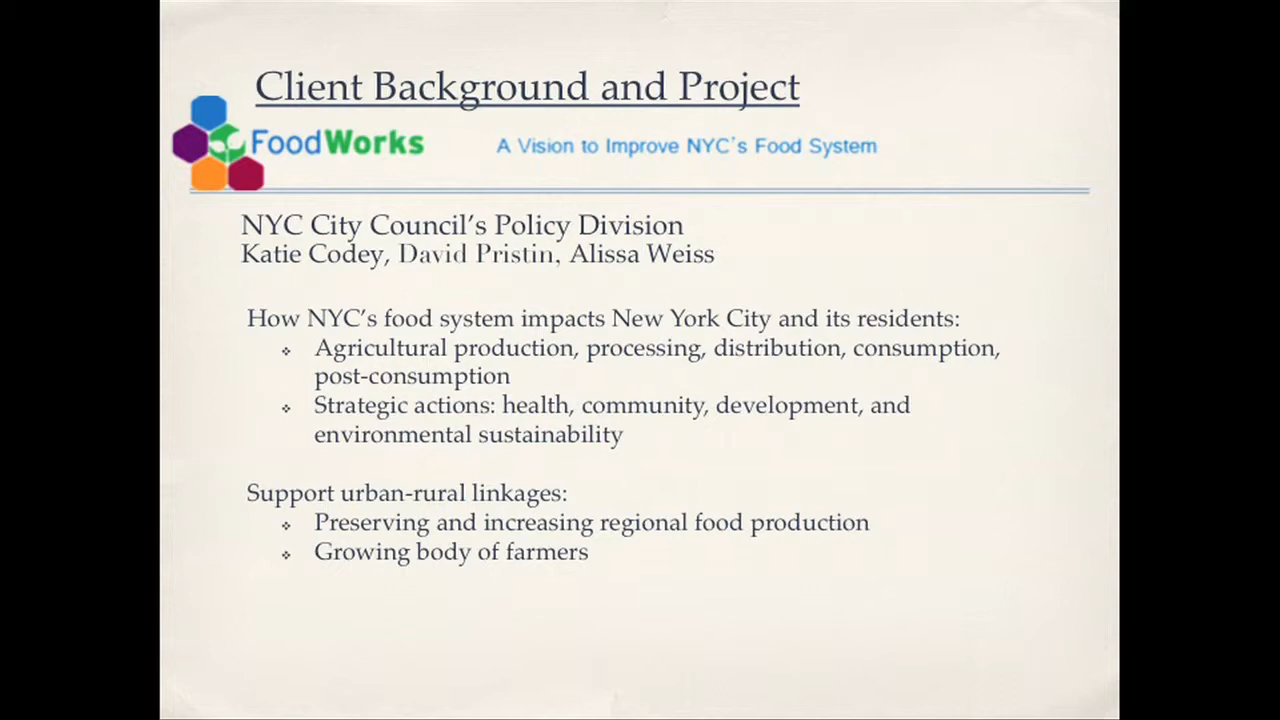 Client Background and Project
FoodWorks
A Vision to Improve NYC's Food System
NYC City Council’s Policy Division
Katie Codey, David Pristin, Alissa Weiss
How NYC’s food system impacts New York City and its residents:
❖ Agricultural production, processing, distribution, consumption,
post-consumption
❖ Strategic actions: health, community, development, and
environmental sustainability
Support urban-rural linkages:
❖ Preserving and increasing regional food production
❖ Growing body of farmers